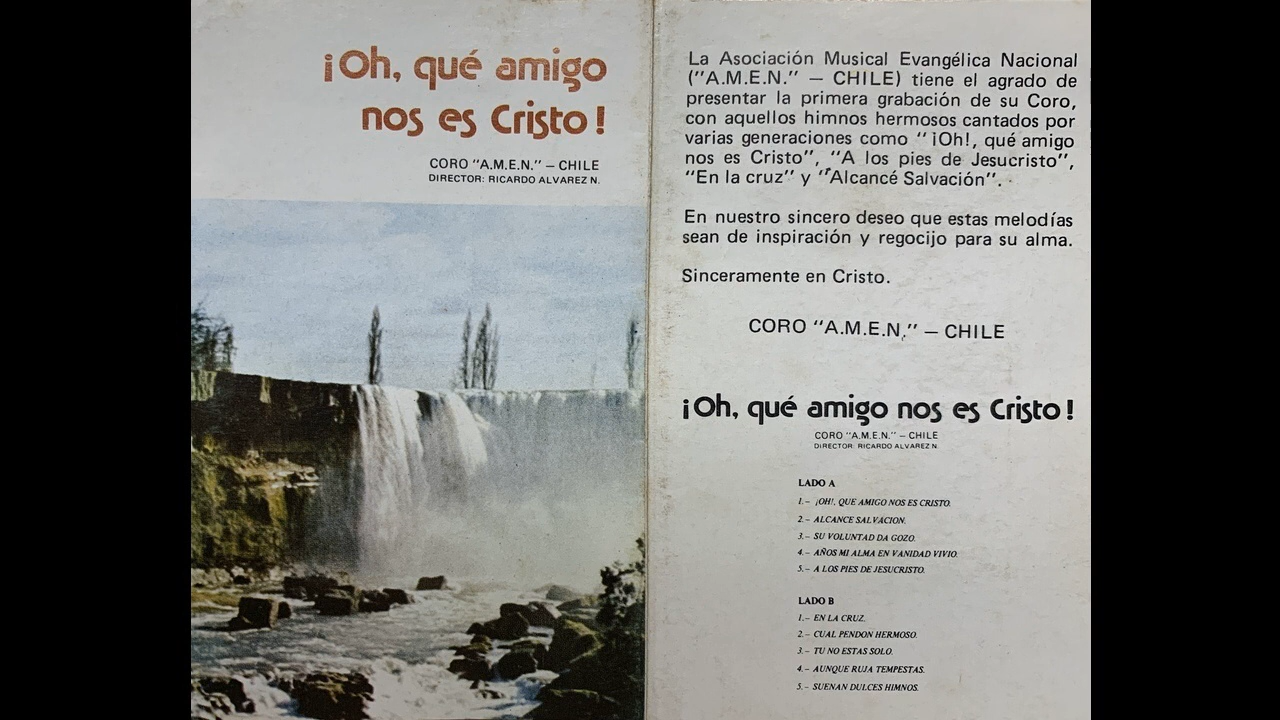 ¡Oh, qué amigo
nos es Cristo!
CORO "A.M.E.N." – CHILE
DIRECTOR: RICARDO ALVAREZ N.
La Asociación Musical Evangélica Nacional
("A.M.E.N." – CHILE) tiene el agrado de
presentar la primera grabación de su Coro,
con aquellos himnos hermosos cantados por
varias generaciones como "¡Oh!, qué amigo
nos es Cristo", "A los pies de Jesucristo",
"En la cruz" y "Alcancé Salvación".
En nuestro sincero deseo que estas melodías
sean de inspiración y regocijo para su alma.
Sinceramente en Cristo.
CORO "A.M.E.N." – CHILE
¡Oh, qué amigo nos es Cristo!
CORO "A.M.E.N." – CHILE
DIRECTOR: RICARDO ALVAREZ N.
LADO A
1.– ¡OH!, QUE AMIGO NOS ES CRISTO.
2.– ALCANCE SALVACION.
3.– SU VOLUNTAD DA GOZO.
4.– AÑOS MI ALMA EN VANIDAD VIVIO.
5.– A LOS PIES DE JESUCRISTO.
LADO B
1.– EN LA CRUZ.
2.– CUAL PENDON HERMOSO.
3.– TU NO ESTAS SOLO.
4.– AUNQUE RUJA TEMPESTAS.
5.– SUENAN DULCES HIMNOS.